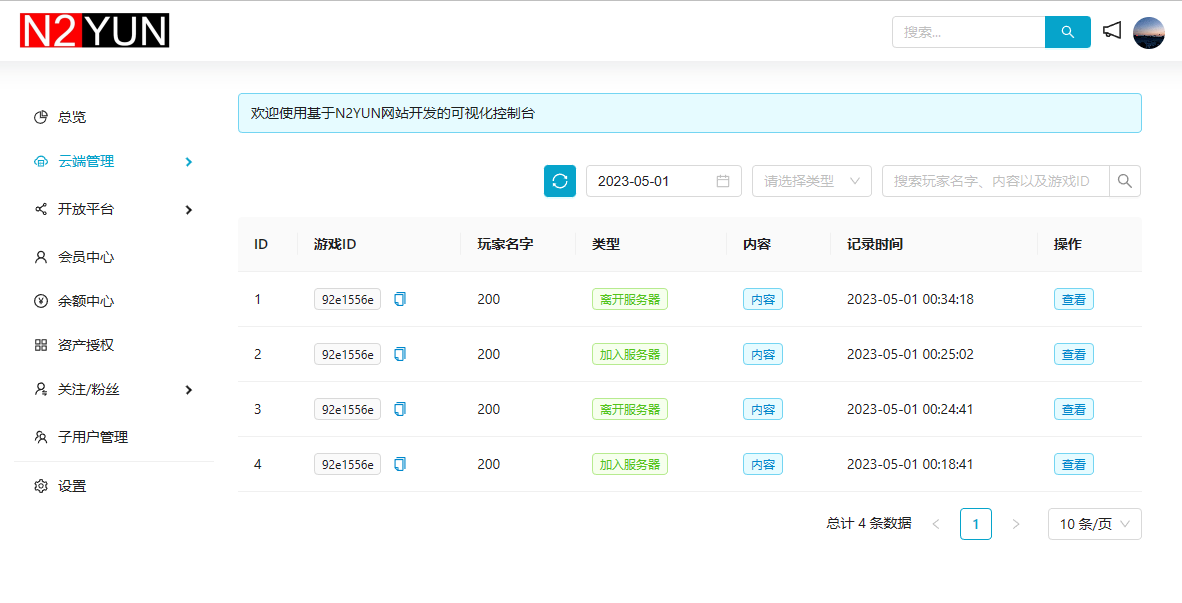 N2YUN
搜索...
总览
云端管理
开放平台
会员中心
余额中心
资产授权
关注/粉丝
子用户管理
设置
欢迎使用基于N2YUN网站开发的可视化控制台
2023-05-01 请选择类型 搜索玩家名字、内容以及游戏ID
ID 游戏ID 玩家名字 类型 内容 记录时间 操作
1 92e1556e 200 离开服务器 内容 2023-05-01 00:34:18 查看
2 92e1556e 200 加入服务器 内容 2023-05-01 00:25:02 查看
3 92e1556e 200 离开服务器 内容 2023-05-01 00:24:41 查看
4 92e1556e 200 加入服务器 内容 2023-05-01 00:18:41 查看
总计 4 条数据 < 1 > 10 条/页